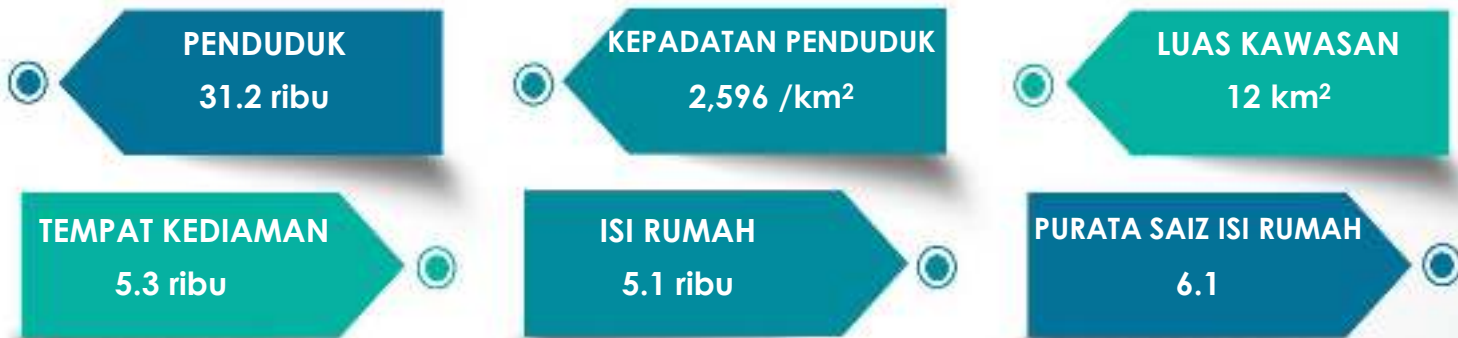 PENDUDUK
31.2 ribu
KEPADATAN PENDUDUK
2,596 /km²
LUAS KAWASAN
12 km²
TEMPAT KEDIAMAN
5.3 ribu
ISI RUMAH
5.1 ribu
PURATA SAIZ ISI RUMAH
6.1